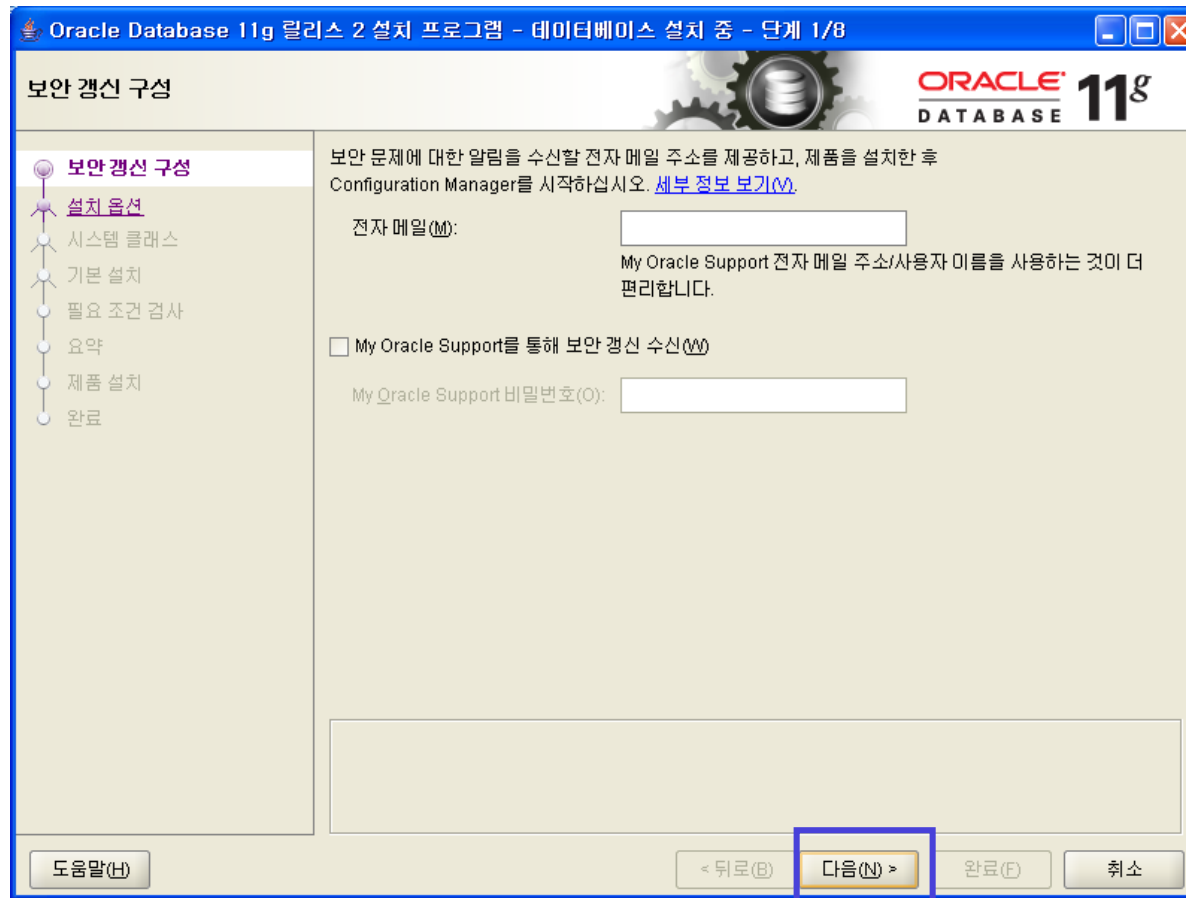 Oracle Database 11g 릴리스 2 설치 프로그램 - 데이터베이스 설치 중 - 단계 1/8
보안 갱신 구성
ORACLE
DATABASE
11g
보안 갱신 구성
설치 옵션
시스템 클래스
기본 설치
필요 조건 검사
요약
제품 설치
완료
보안 문제에 대한 알림을 수신할 전자 메일 주소를 제공하고, 제품을 설치한 후
Configuration Manager를 시작하십시오. 세부 정보 보기(V).
전자 메일(M):
My Oracle Support 전자 메일 주소/사용자 이름을 사용하는 것이 더
편리합니다.
My Oracle Support를 통해 보안 갱신 수신(W)
My Oracle Support 비밀번호(O):
도움말(H)
< 뒤로(B)
다음(N) >
완료(F)
취소